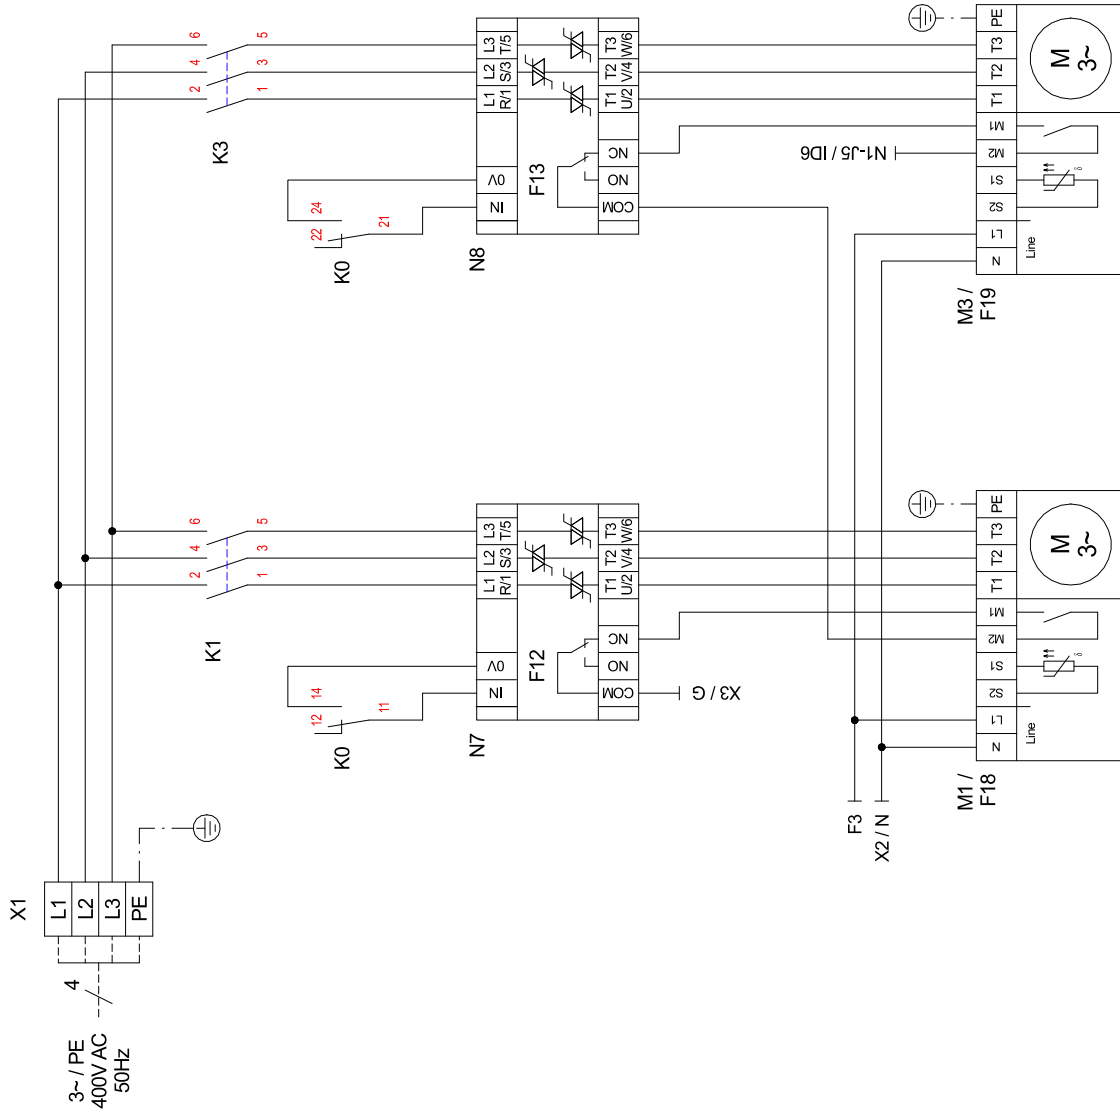 X1
3~ / PE
400V AC
50Hz
4
L1
L2
L3
PE
K1
2 4 6
1 3 5
K0
12 14
11
N7
IN
0V
L1 L2 L3
R/1 S/3 T/5
F12
COM
NO
NC
T1 T2 T3
U/2 V/4 W/6
X3 / G
K3
2 4 6
1 3 5
K0
22 24
21
N8
IN
0V
L1 L2 L3
R/1 S/3 T/5
F13
COM
NO
NC
T1 T2 T3
U/2 V/4 W/6
N1-J5 / ID6
F3
X2 / N
M1 /
F18
N
L1
S2
S1
M2
M1
T1
T2
T3
PE
Line
δ
M
3~
M3 /
F19
N
L1
S2
S1
M2
M1
T1
T2
T3
PE
Line
δ
M
3~